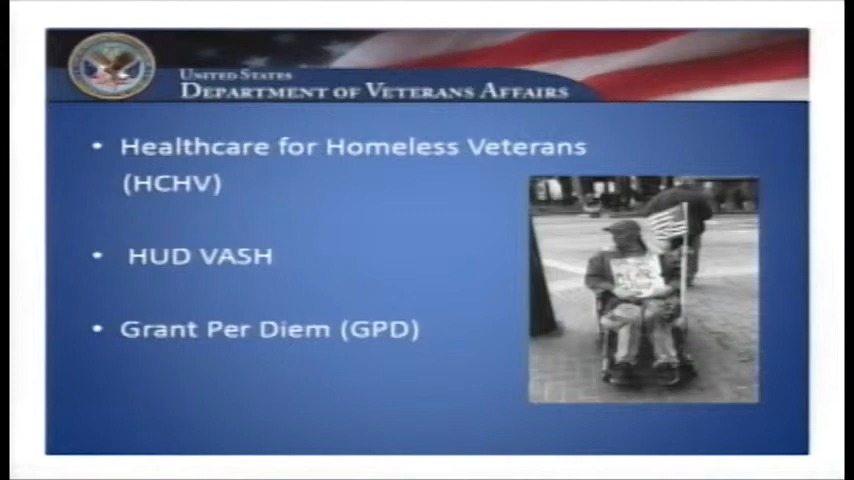 UNITED STATES
DEPARTMENT OF VETERANS AFFAIRS
• Healthcare for Homeless Veterans
(HCHV)
• HUD VASH
• Grant Per Diem (GPD)